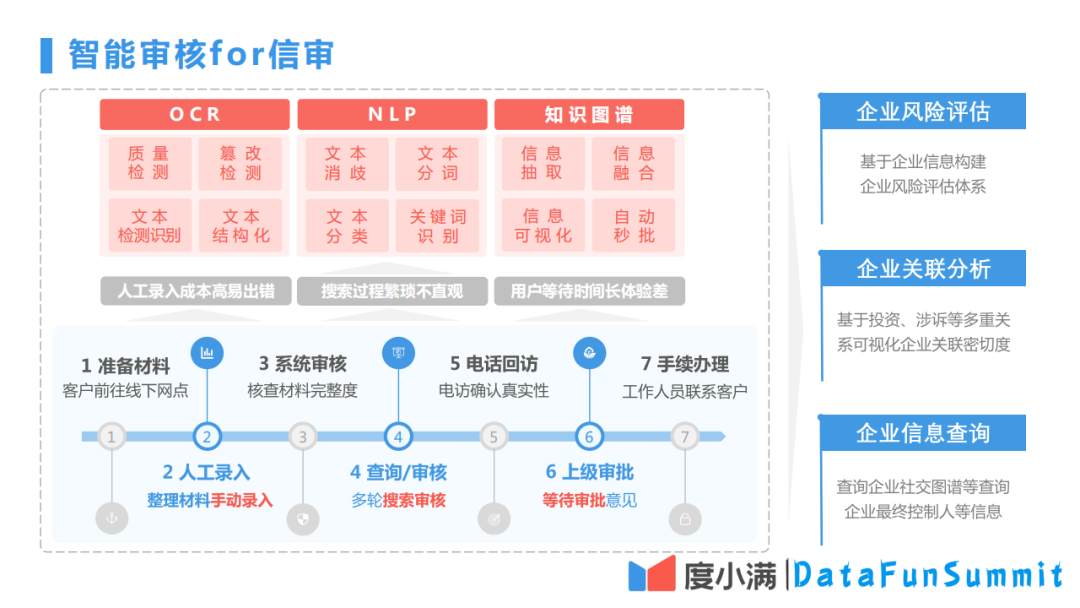 智能审核for信审
OCR
NLP
知识图谱
质量
检测
篡改
检测
文本
检测识别
文本
结构化
文本
消歧
文本
分词
文本
分类
关键词
识别
信息
抽取
信息
融合
信息
可视化
自动
秒批
人工录入成本高易出错
搜索过程繁琐不直观
用户等待时间长体验差
1 准备材料
客户前往线下网点
3 系统审核
核查材料完整度
5 电话回访
电访确认真实性
7 手续办理
工作人员联系客户
1
2
3
4
5
6
7
2 人工录入
整理材料手动录入
4 查询/审核
多轮搜索审核
6 上级审批
等待审批意见
企业风险评估
基于企业信息构建
企业风险评估体系
企业关联分析
基于投资、涉诉等多重关
系可视化企业关联密切度
企业信息查询
查询企业社交图谱等查询
企业最终控制人等信息
度小满|DataFunSummit